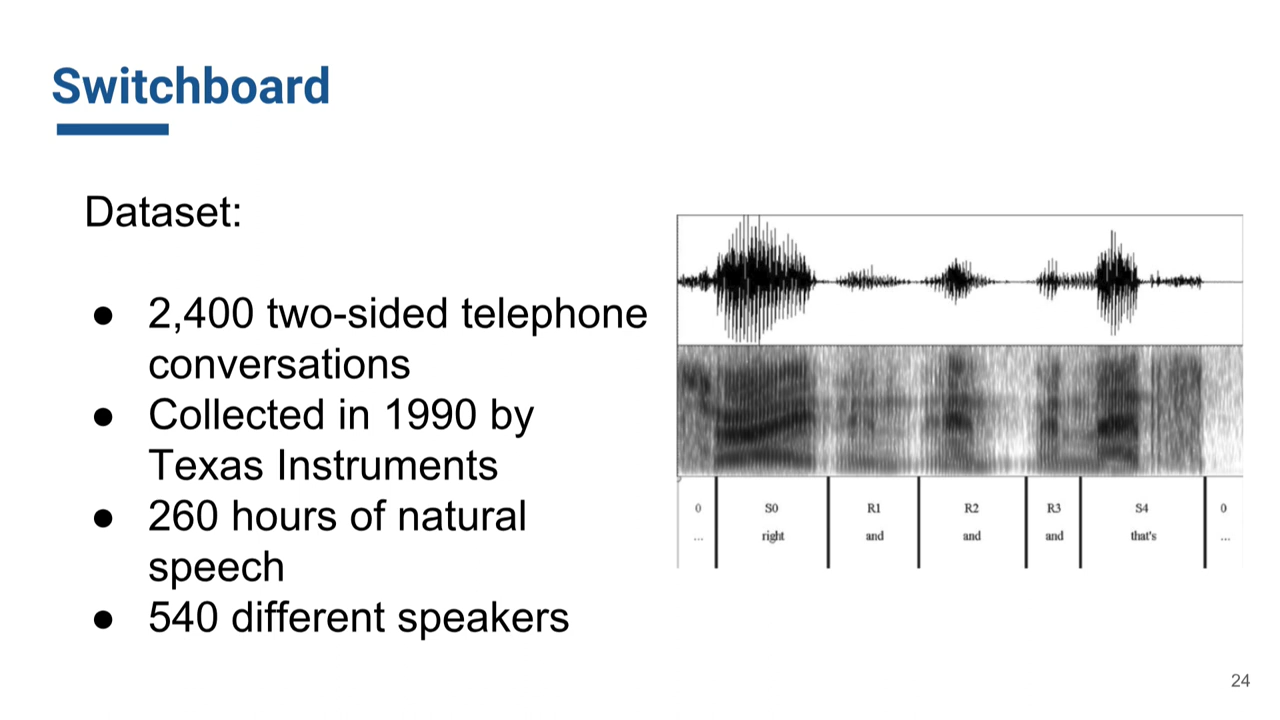 Switchboard
Dataset:
● 2,400 two-sided telephone
conversations
● Collected in 1990 by
Texas Instruments
● 260 hours of natural
speech
● 540 different speakers
0 S0 R1 R2 R3 S4 0
... right and and and that's ...
24